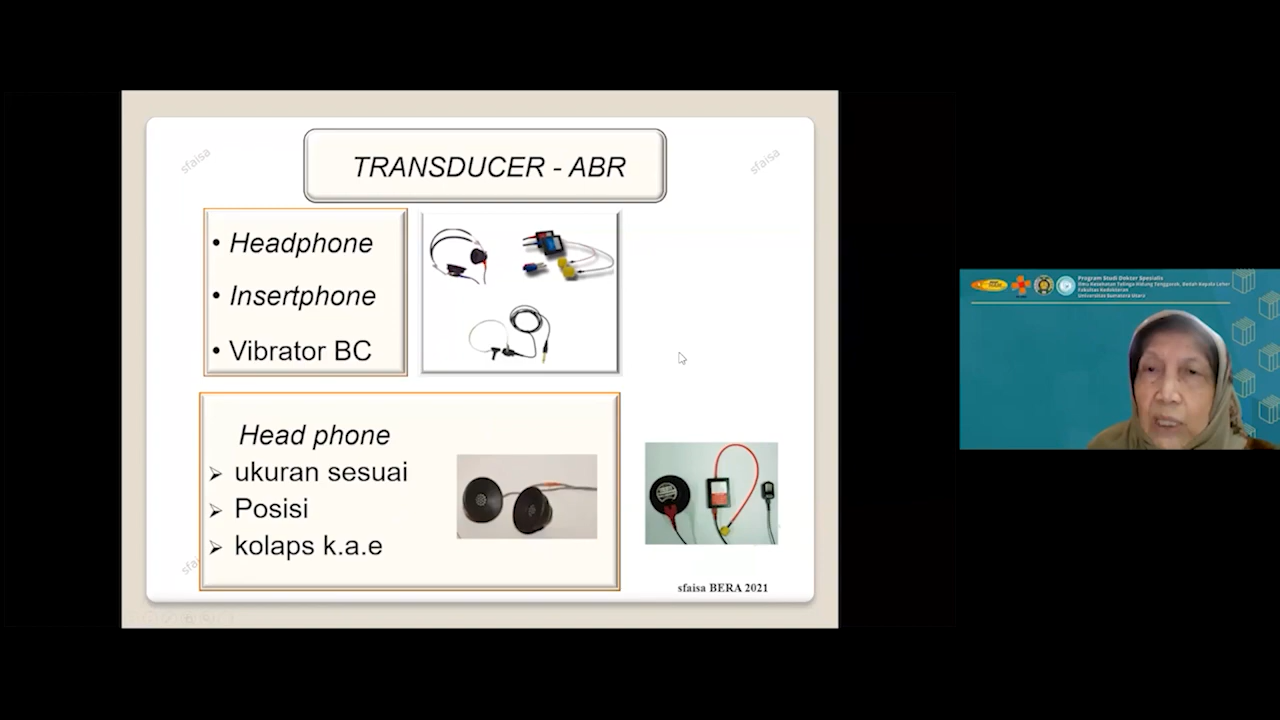 TRANSDUCER - ABR
sfaisa
sfaisa
• Headphone
• Insertphone
• Vibrator BC
Head phone
➢ ukuran sesuai
➢ Posisi
➢ kolaps k.a.e
sfaisa
sfaisa BERA 2021
Program Studi Dokter Spesialis
Ilmu Kesehatan Telinga Hidung Tenggorok, Bedah Kepala Leher
Fakultas Kedokteran
Universitas Sumatera Utara